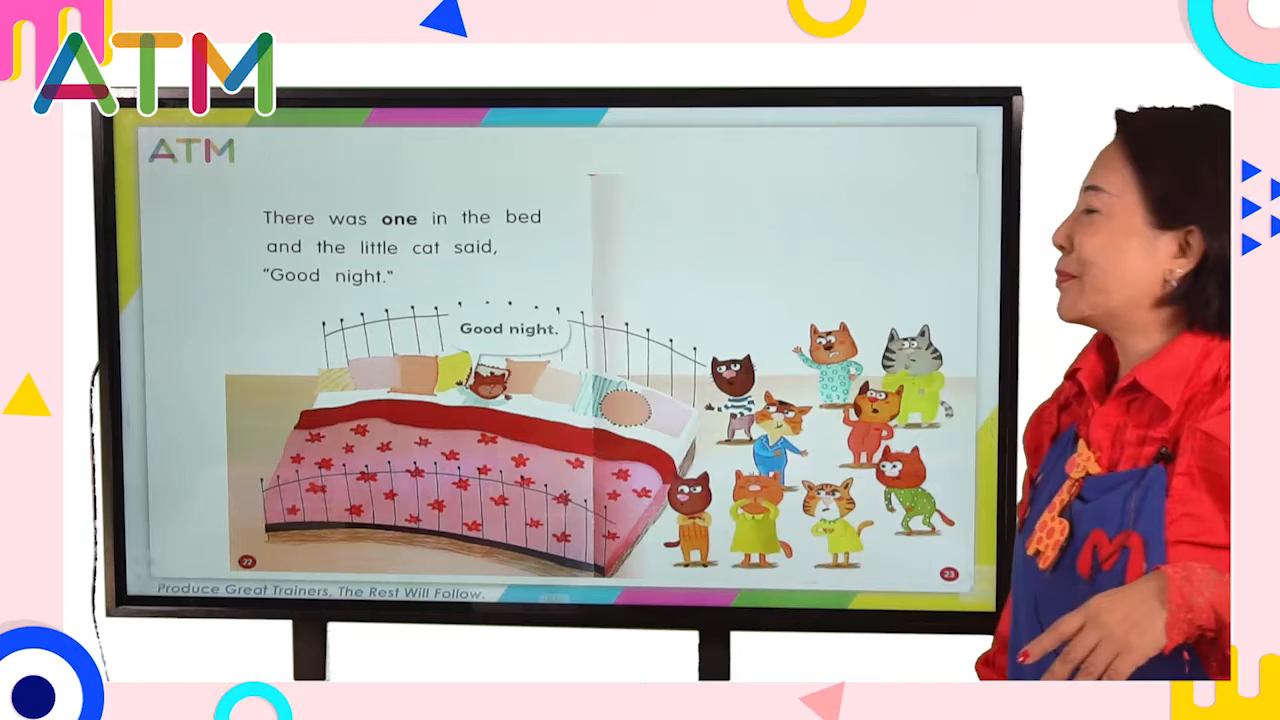 ATM
ATM
There was one in the bed
and the little cat said,
"Good night."
Good night.
22
23
Produce Great Trainers, The Rest Will Follow.
M